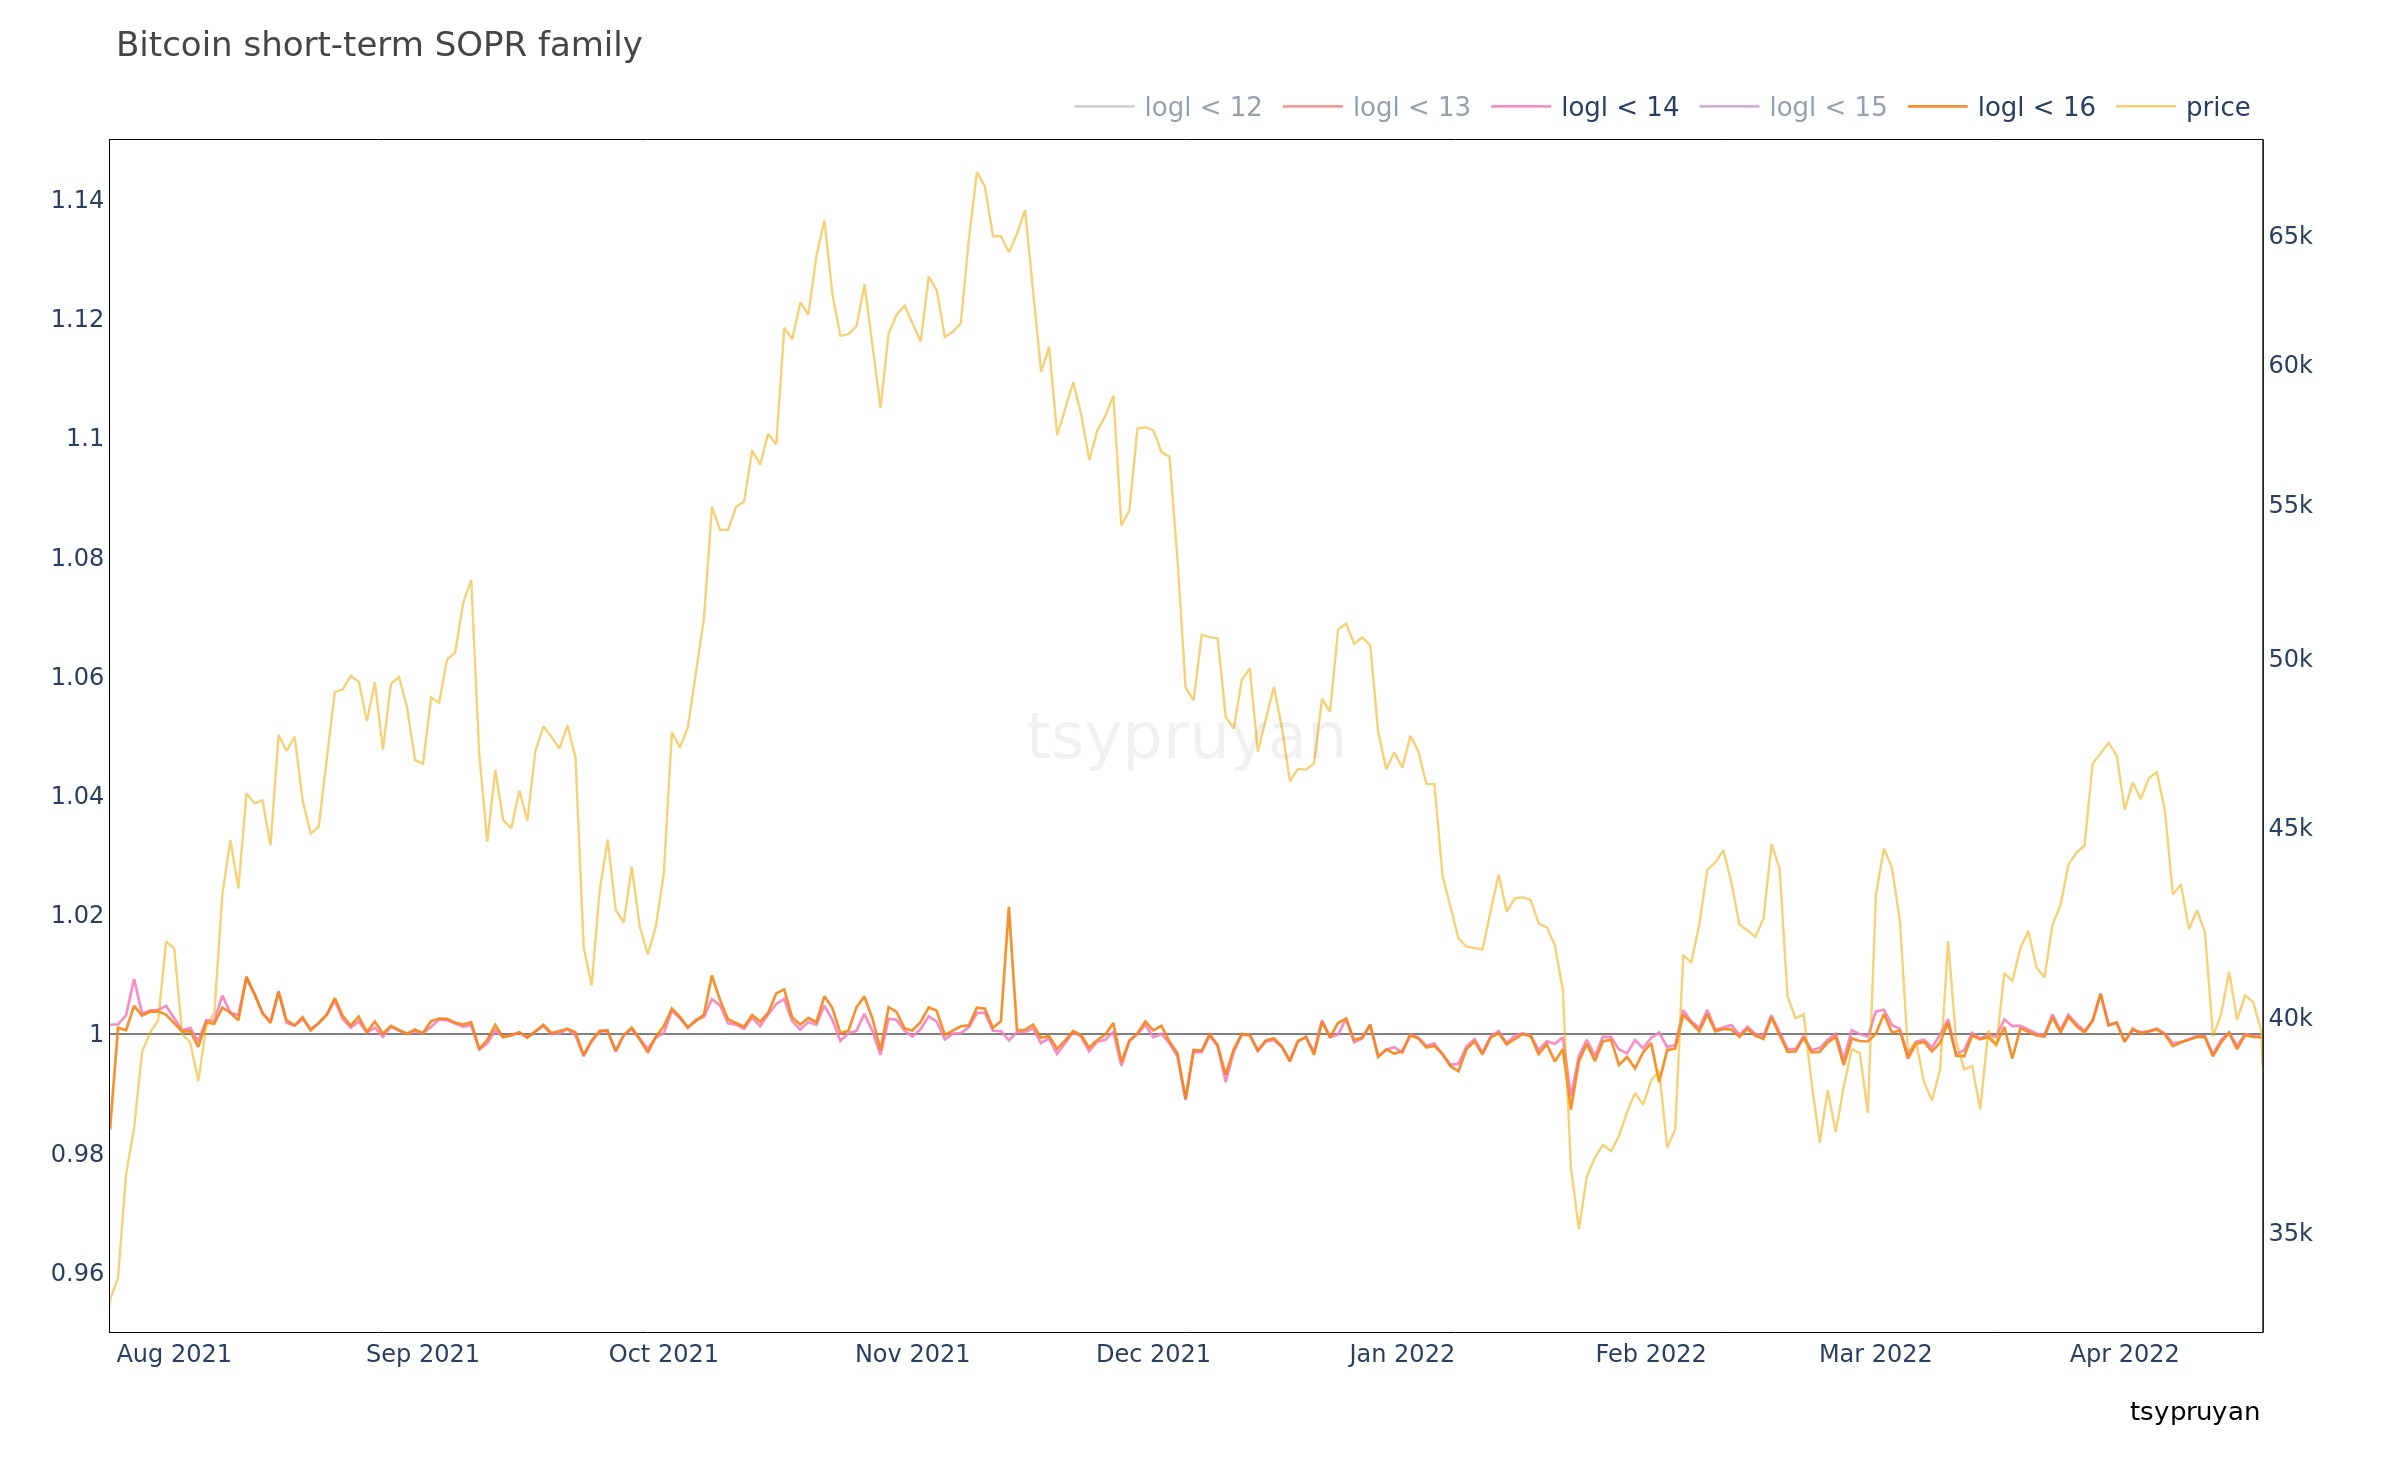 Bitcoin short-term SOPR family
logl < 12 logl < 13 logl < 14 logl < 15 logl < 16 price
1.14
1.12
1.1
1.08
1.06
1.04
1.02
1
0.98
0.96
65k
60k
55k
50k
45k
40k
35k
tsypruyan
Aug 2021 Sep 2021 Oct 2021 Nov 2021 Dec 2021 Jan 2022 Feb 2022 Mar 2022 Apr 2022
tsypruyan